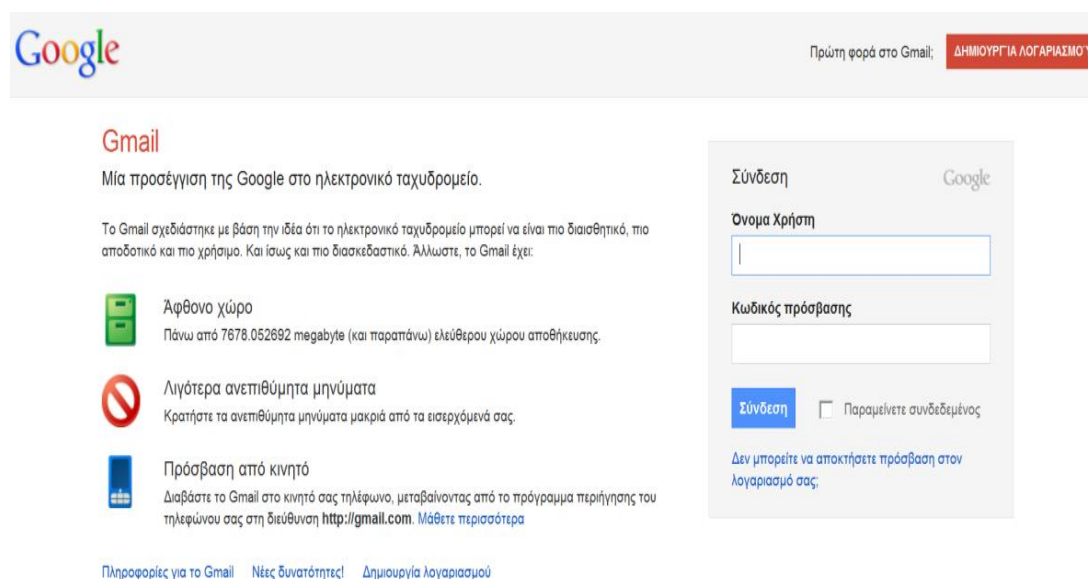 Google
Πρώτη φορά στο Gmail;
ΔΗΜΙΟΥΡΓΊΑ ΛΟΓΑΡΙΑΣΜΟΎ
Gmail
Μία προσέγγιση της Google στο ηλεκτρονικό ταχυδρομείο.
Το Gmail σχεδιάστηκε με βάση την ιδέα ότι το ηλεκτρονικό ταχυδρομείο μπορεί να είναι πιο διαισθητικό, πιο
αποδοτικό και πιο χρήσιμο. Και ίσως και πιο διασκεδαστικό. Άλλωστε, το Gmail έχει:
Άφθονο χώρο
Πάνω από 7678.052692 megabyte (και παραπάνω) ελεύθερου χώρου αποθήκευσης.
Λιγότερα ανεπιθύμητα μηνύματα
Κρατήστε τα ανεπιθύμητα μηνύματα μακριά από τα εισερχόμενά σας.
Πρόσβαση από κινητό
Διαβάστε το Gmail στο κινητό σας τηλέφωνο, μεταβαίνοντας από το πρόγραμμα περιήγησης του
τηλεφώνου σας στη διεύθυνση http://gmail.com. Μάθετε περισσότερα
Πληροφορίες για το Gmail Νέες δυνατότητες! Δημιουργία λογαριασμού
Σύνδεση Google
Όνομα Χρήστη
Κωδικός πρόσβασης
Σύνδεση Παραμείνετε συνδεδεμένος
Δεν μπορείτε να αποκτήσετε πρόσβαση στον
λογαριασμό σας;